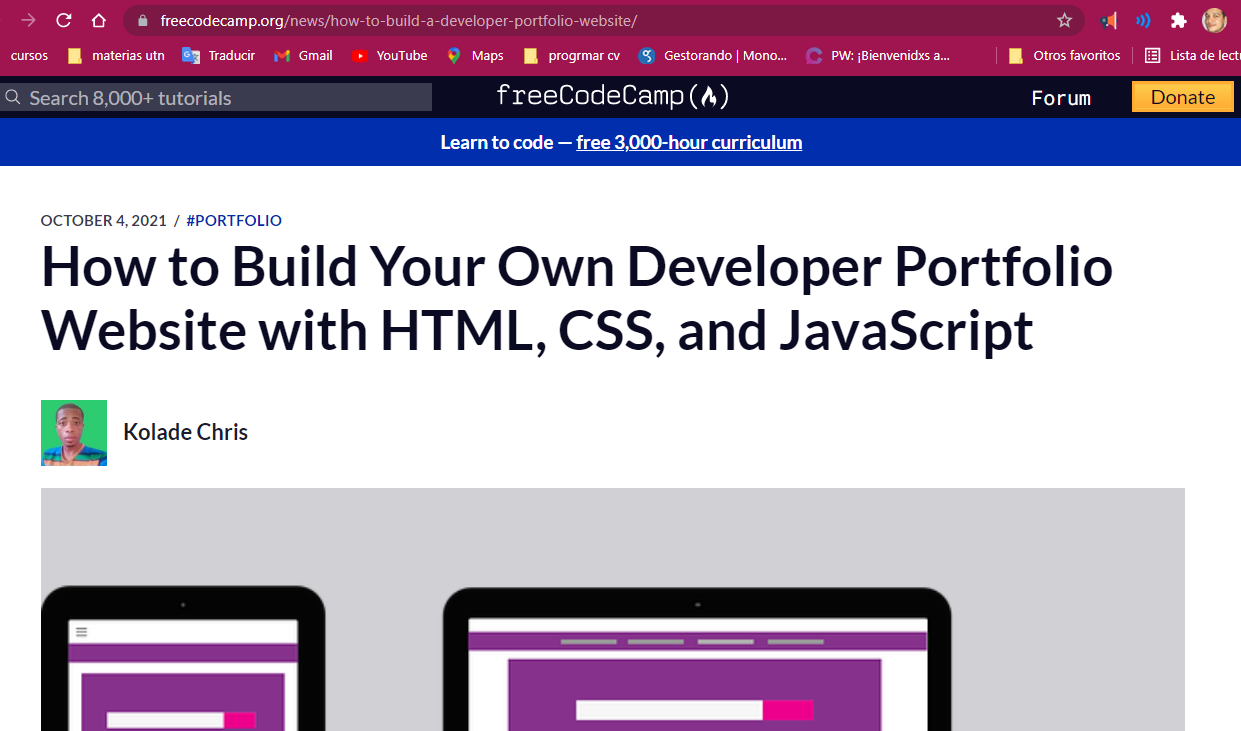 freecodecamp.org/news/how-to-build-a-developer-portfolio-website/
cursos materias utn Traducir Gmail YouTube Maps progrmar cv Gestorando | Mono... PW: ¡Bienvenidxs a... Otros favoritos Lista de lect
Search 8,000+ tutorials freeCodeCamp(🔥) Forum Donate
Learn to code — free 3,000-hour curriculum
OCTOBER 4, 2021 / #PORTFOLIO
How to Build Your Own Developer Portfolio
Website with HTML, CSS, and JavaScript
Kolade Chris